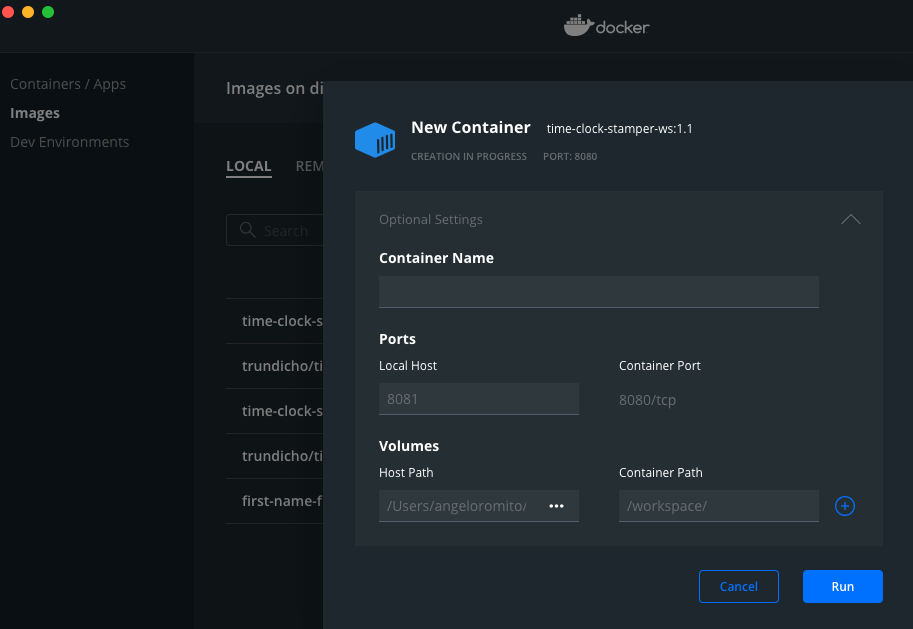 docker
Containers / Apps
Images
Dev Environments
Images on di
LOCAL REM
Search
time-clock-s
trundicho/ti
time-clock-s
trundicho/ti
first-name-f
New Container time-clock-stamper-ws:1.1
CREATION IN PROGRESS PORT: 8080
Optional Settings
Container Name
Ports
Local Host Container Port
8081 8080/tcp
Volumes
Host Path Container Path
/Users/angeloromito/ ••• /workspace/
Cancel Run